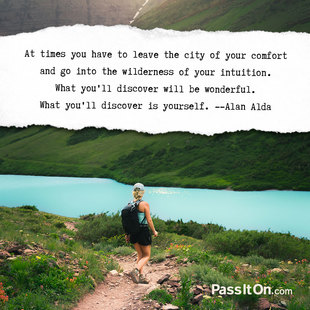 At times you have to leave the city of your comfort
and go into the wilderness of your intuition.
What you'll discover will be wonderful.
What you'll discover is yourself. --Alan Alda
PassItOn.com